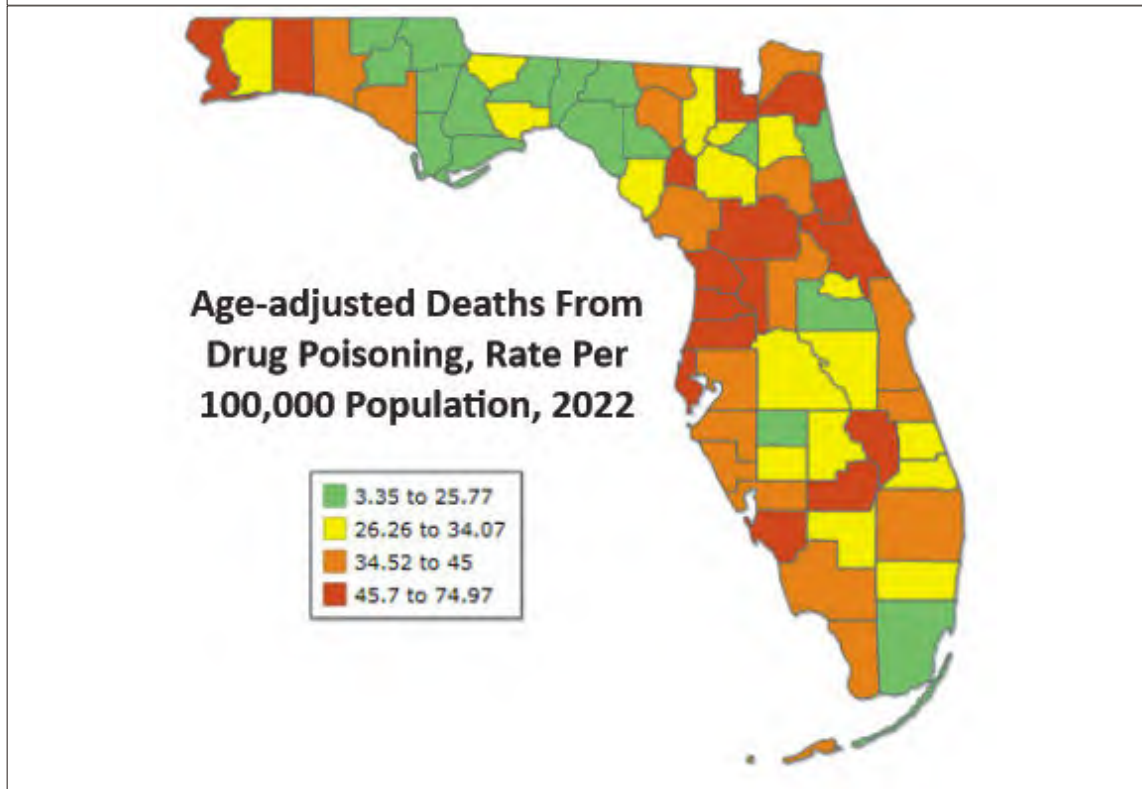 Age-adjusted Deaths From
Drug Poisoning, Rate Per
100,000 Population, 2022
3.35 to 25.77
26.26 to 34.07
34.52 to 45
45.7 to 74.97